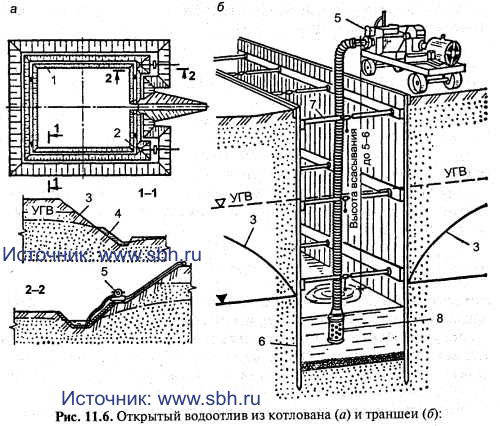 а
б
5
1
2
2
1
2
1
1–1
3
УГВ
4
Источник: www.sbh.ru
2–2
5
7
Высота всасывания
до 5–6
УГВ
3
3
6
8
Источник: www.sbh.ru
Рис. 11.6. Открытый водоотлив из котлована (а) и траншеи (б):